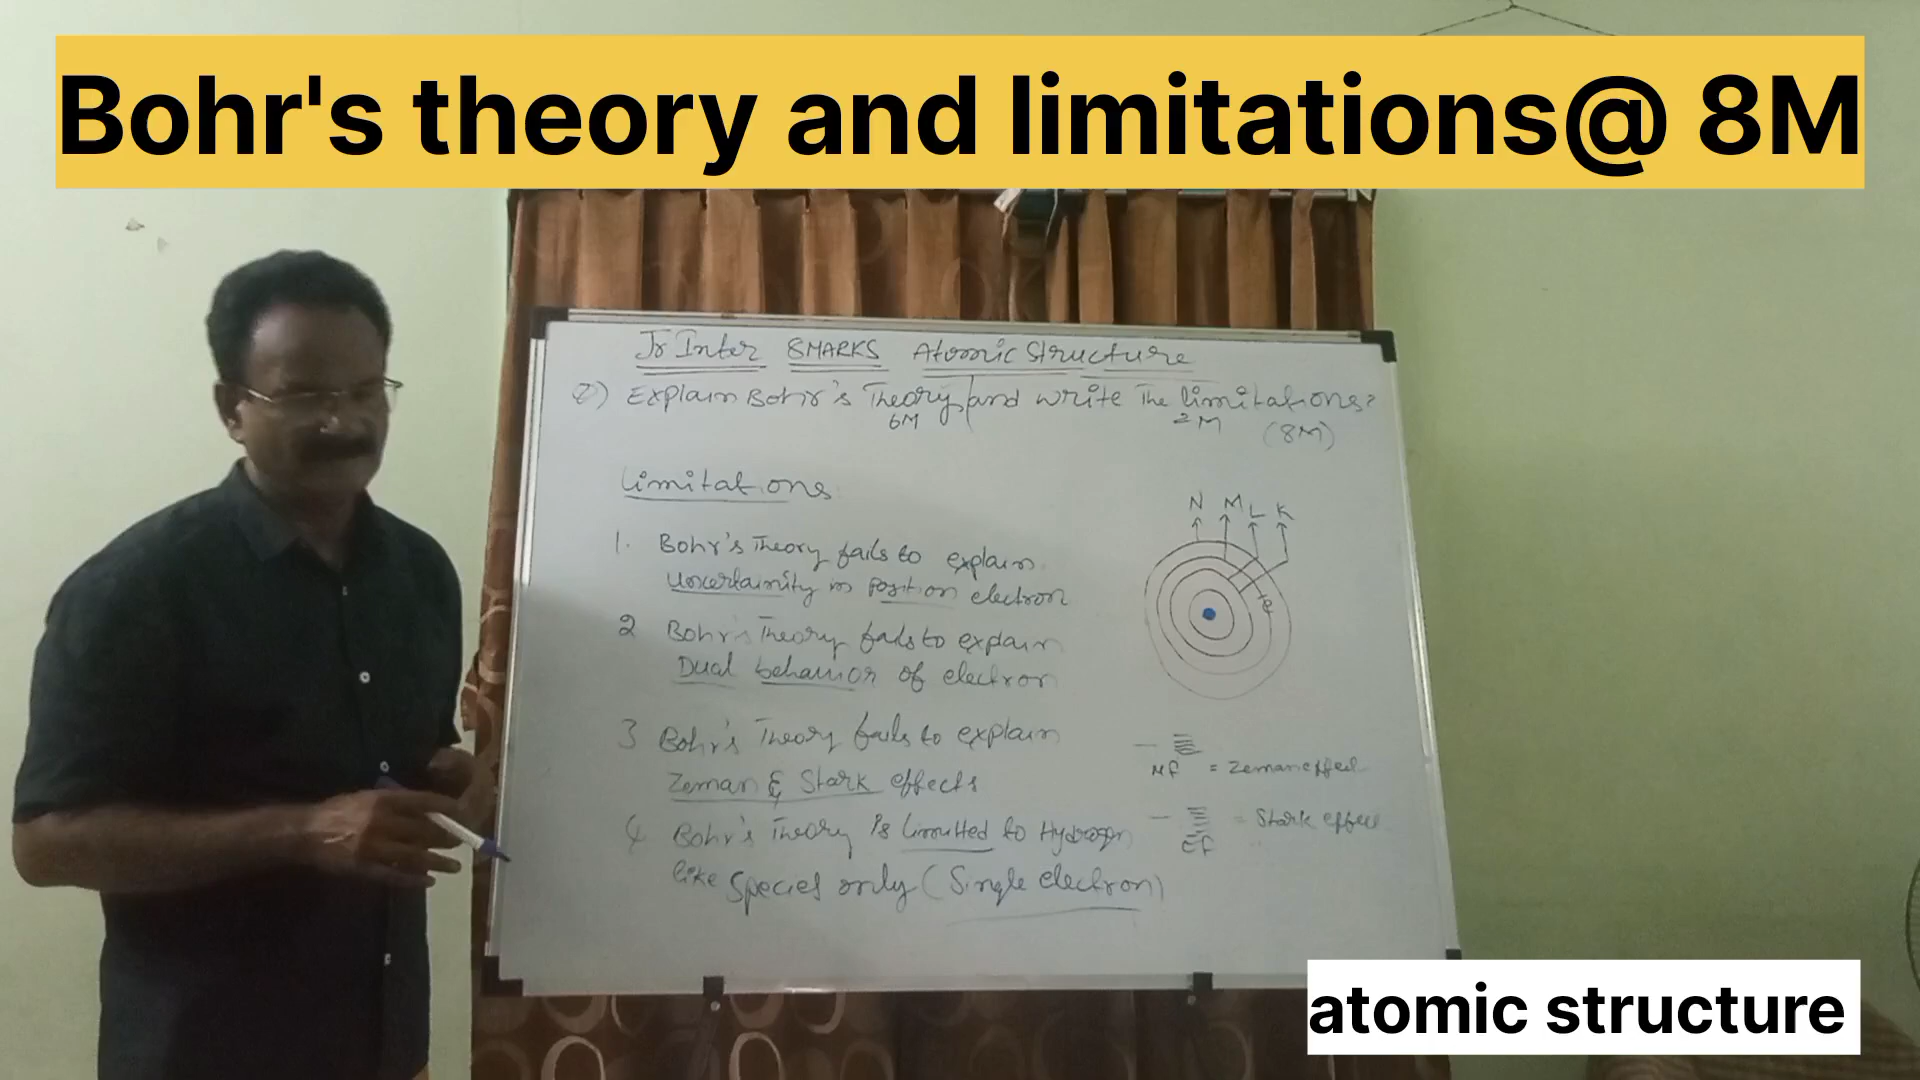 Bohr's theory and limitations@ 8M
Jr Inter 8MARKS Atomic Structure
Q) Explain Bohr's Theory and write The limitations?
6M 2M (8M)
Limitations
N M L K
1. Bohr's Theory fails to explain
Uncertainity in position electron
2 Bohr's Theory fails to explain
Dual behavior of electron
3 Bohr's Theory fails to explain
Zeman & Stark effects
MF = Zeman effect
4 Bohr's Theory is limitted to Hydrogen
like Species only (Single electron)
EF = Stark effect
atomic structure